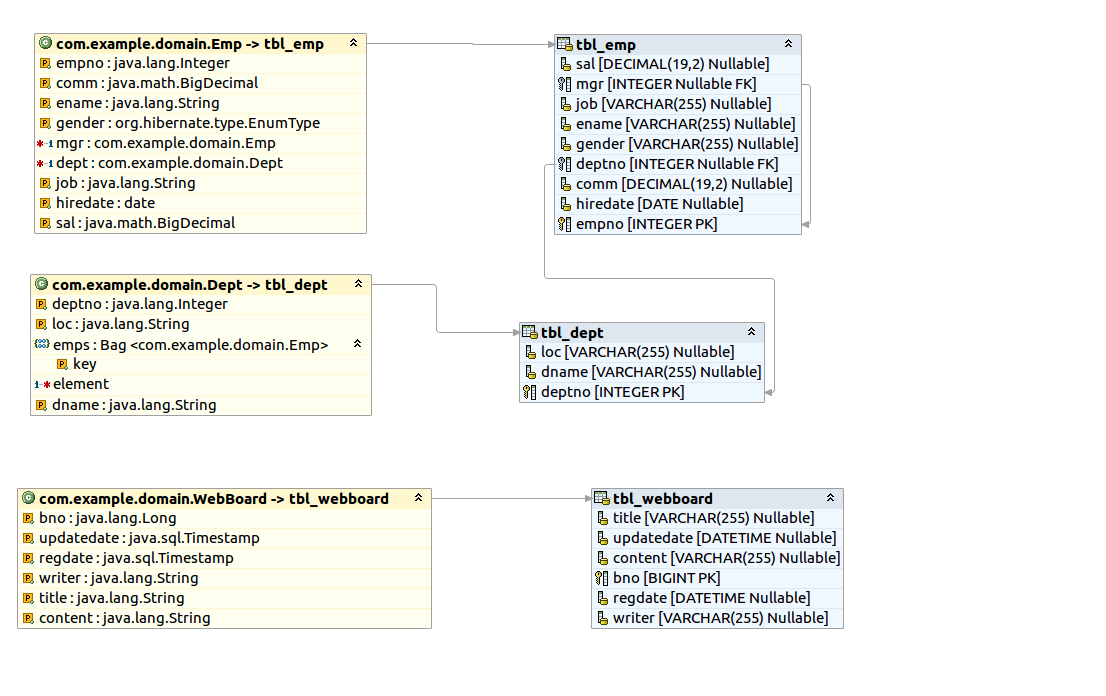 com.example.domain.Emp -> tbl_emp
empno : java.lang.Integer
comm : java.math.BigDecimal
ename : java.lang.String
gender : org.hibernate.type.EnumType
mgr : com.example.domain.Emp
dept : com.example.domain.Dept
job : java.lang.String
hiredate : date
sal : java.math.BigDecimal
tbl_emp
sal [DECIMAL(19,2) Nullable]
mgr [INTEGER Nullable FK]
job [VARCHAR(255) Nullable]
ename [VARCHAR(255) Nullable]
gender [VARCHAR(255) Nullable]
deptno [INTEGER Nullable FK]
comm [DECIMAL(19,2) Nullable]
hiredate [DATE Nullable]
empno [INTEGER PK]
com.example.domain.Dept -> tbl_dept
deptno : java.lang.Integer
loc : java.lang.String
emps : Bag <com.example.domain.Emp>
key
element
dname : java.lang.String
tbl_dept
loc [VARCHAR(255) Nullable]
dname [VARCHAR(255) Nullable]
deptno [INTEGER PK]
com.example.domain.WebBoard -> tbl_webboard
bno : java.lang.Long
updatedate : java.sql.Timestamp
regdate : java.sql.Timestamp
writer : java.lang.String
title : java.lang.String
content : java.lang.String
tbl_webboard
title [VARCHAR(255) Nullable]
updatedate [DATETIME Nullable]
content [VARCHAR(255) Nullable]
bno [BIGINT PK]
regdate [DATETIME Nullable]
writer [VARCHAR(255) Nullable]